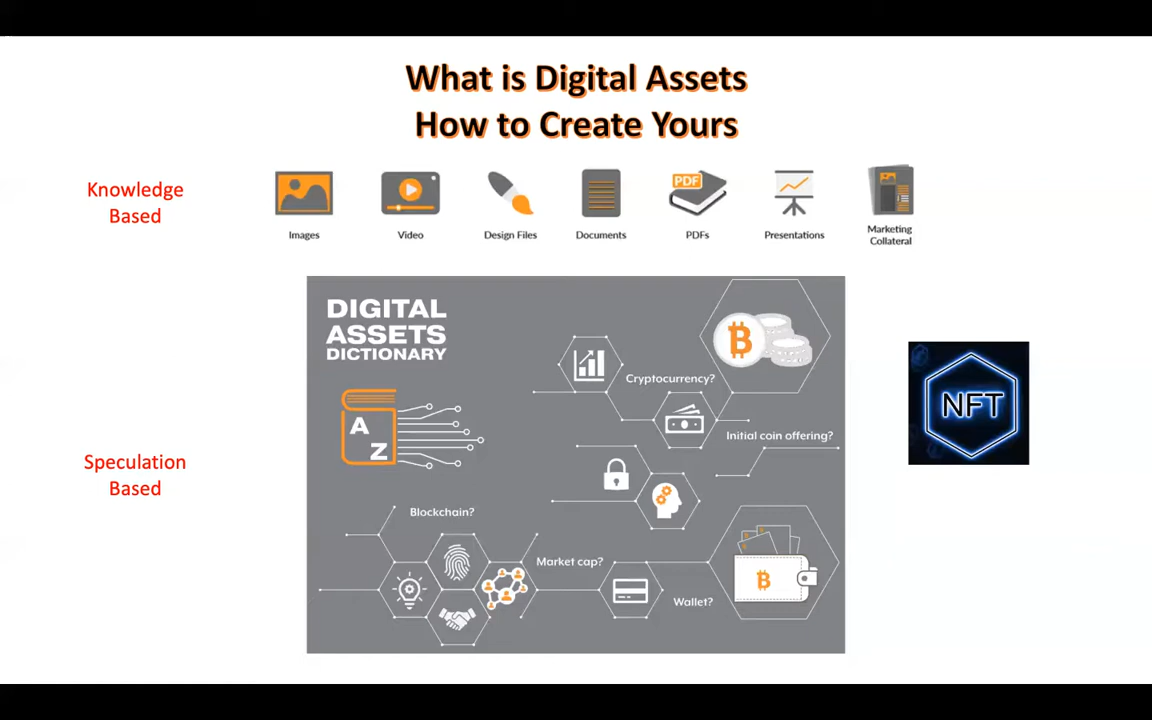 What is Digital Assets
How to Create Yours
Knowledge
Based
Images
Video
Design Files
Documents
PDF
PDFs
Presentations
Marketing
Collateral
DIGITAL
ASSETS
DICTIONARY
A
Z
Cryptocurrency?
Initial coin offering?
NFT
Speculation
Based
Blockchain?
Market cap?
Wallet?